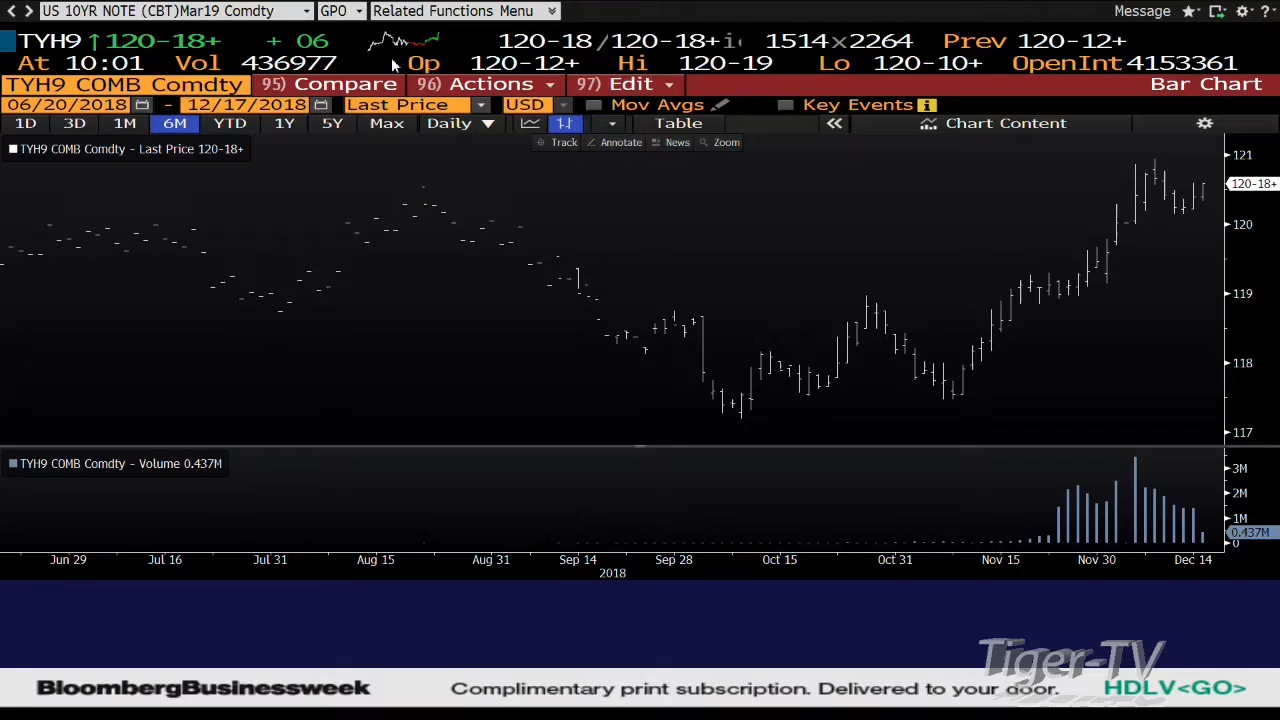 US 10YR NOTE (CBT)Mar19 Comdty GPO Related Functions Menu Message
TYH9 ↑120-18+ + 06 120-18 /120-18+ 1514 x2264 Prev 120-12+
At 10:01 Vol 436977 Op 120-12+ Hi 120-19 Lo 120-10+ OpenInt 4153361
TYH9 COMB Comdty 95) Compare 96) Actions 97) Edit Bar Chart
06/20/2018 - 12/17/2018 Last Price USD Mov Avgs Key Events
1D 3D 1M 6M YTD 1Y 5Y Max Daily ▼ Table « Chart Content
Track Annotate News Zoom
TYH9 COMB Comdty - Last Price 120-18+
121
120-18+
120
119
118
117
TYH9 COMB Comdty - Volume 0.437M
3M
2M
1M
0.437M
0
Jun 29 Jul 16 Jul 31 Aug 15 Aug 31 Sep 14 Sep 28 Oct 15 Oct 31 Nov 15 Nov 30 Dec 14
2018
Tiger-TV
BloombergBusinessweek Complimentary print subscription. Delivered to your door. HDLV<GO>